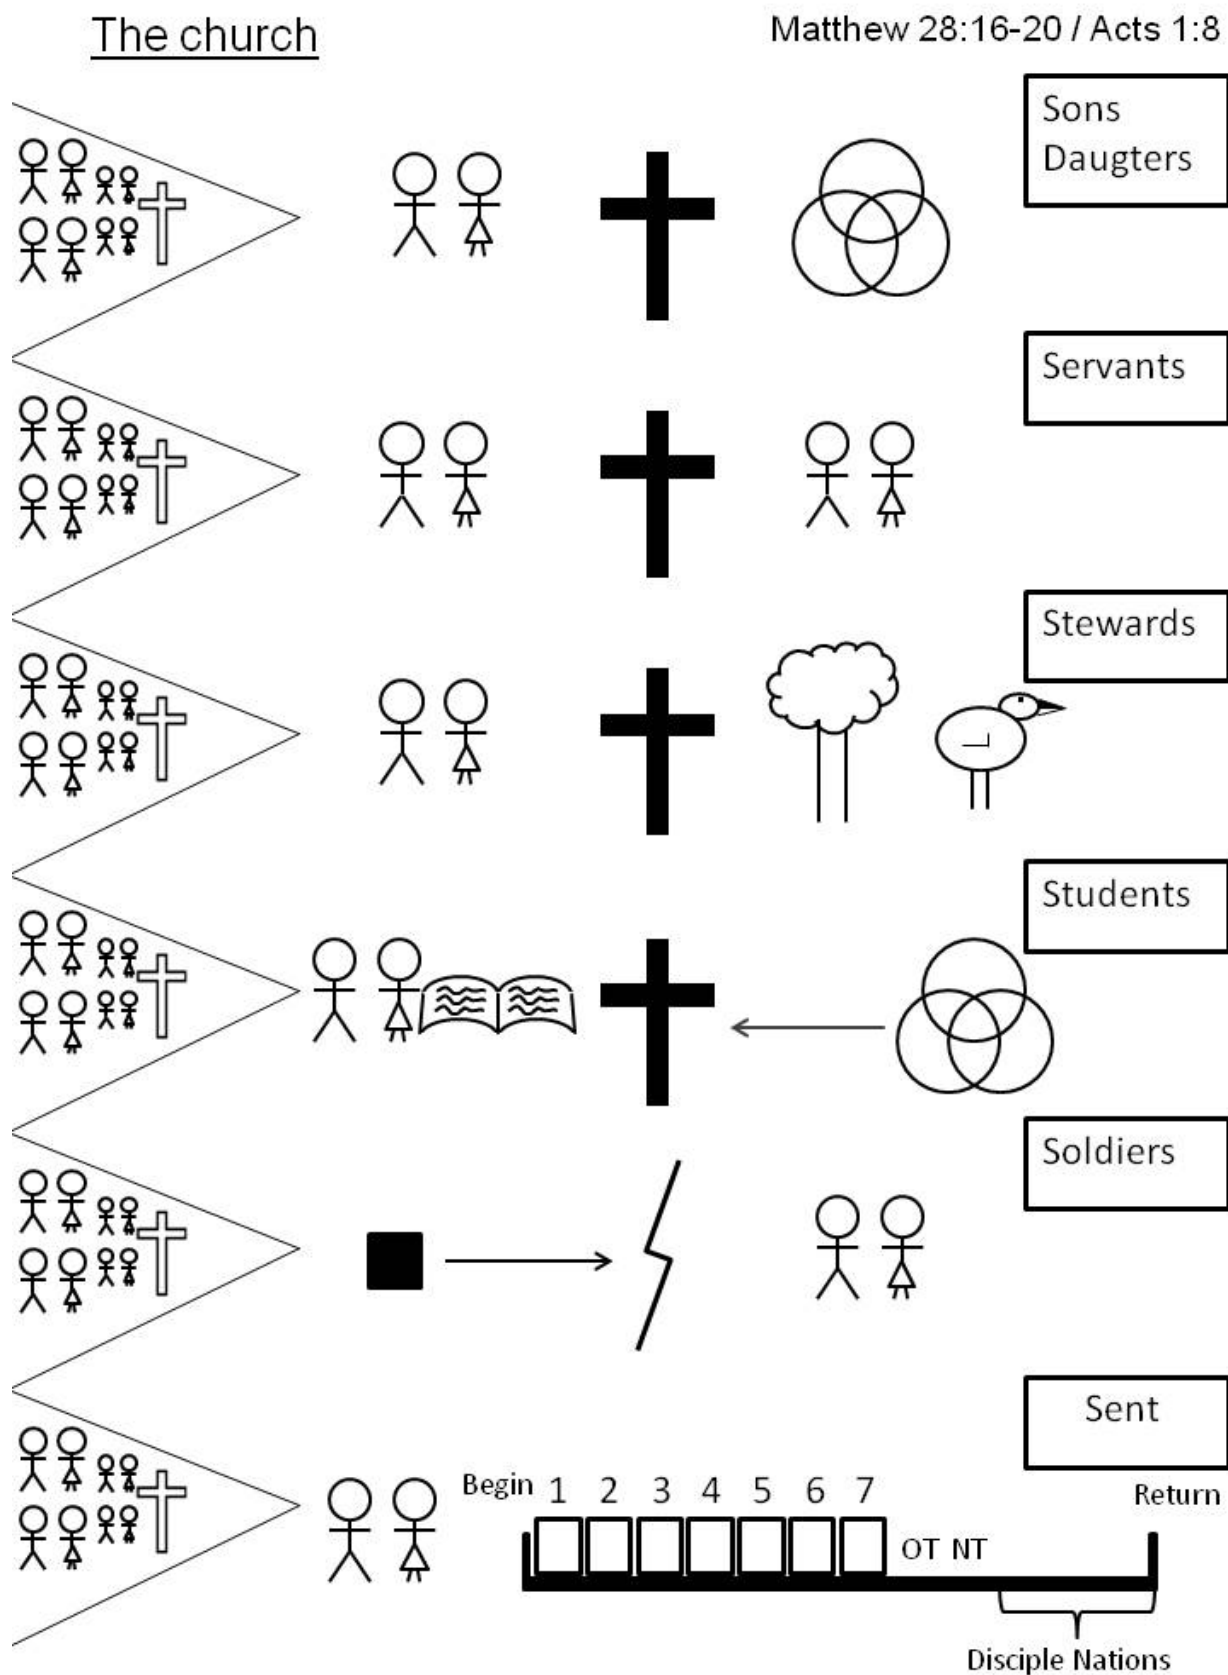 The church
Matthew 28:16-20 / Acts 1:8
Sons
Daugters
Servants
Stewards
Students
Soldiers
Sent
Begin 1 2 3 4 5 6 7 Return
OT NT
Disciple Nations